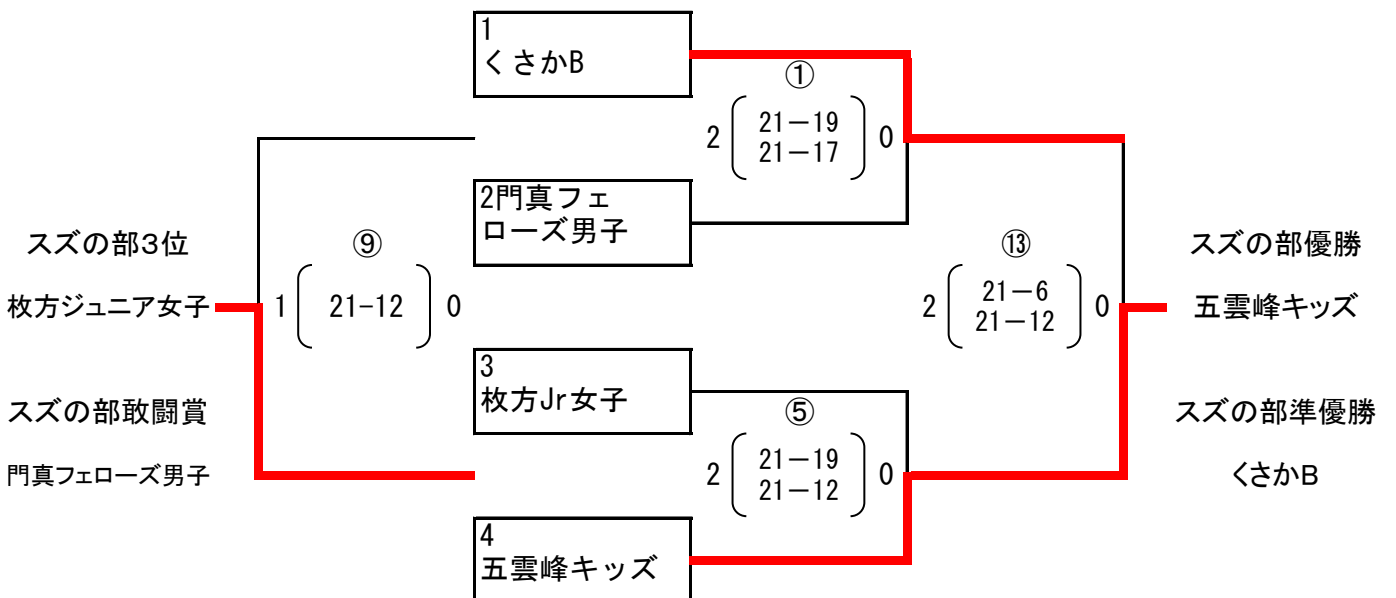 1
くさかB
①
2 21－19 0
21－17
2門真フェ
ローズ男子
スズの部3位
⑨
枚方ジュニア女子
1 21-12 0
⑬
2 21－6 0
21－12
スズの部優勝
五雲峰キッズ
3
枚方Jr女子
スズの部敢闘賞
門真フェローズ男子
⑤
2 21－19 0
21－12
スズの部準優勝
くさかB
4
五雲峰キッズ